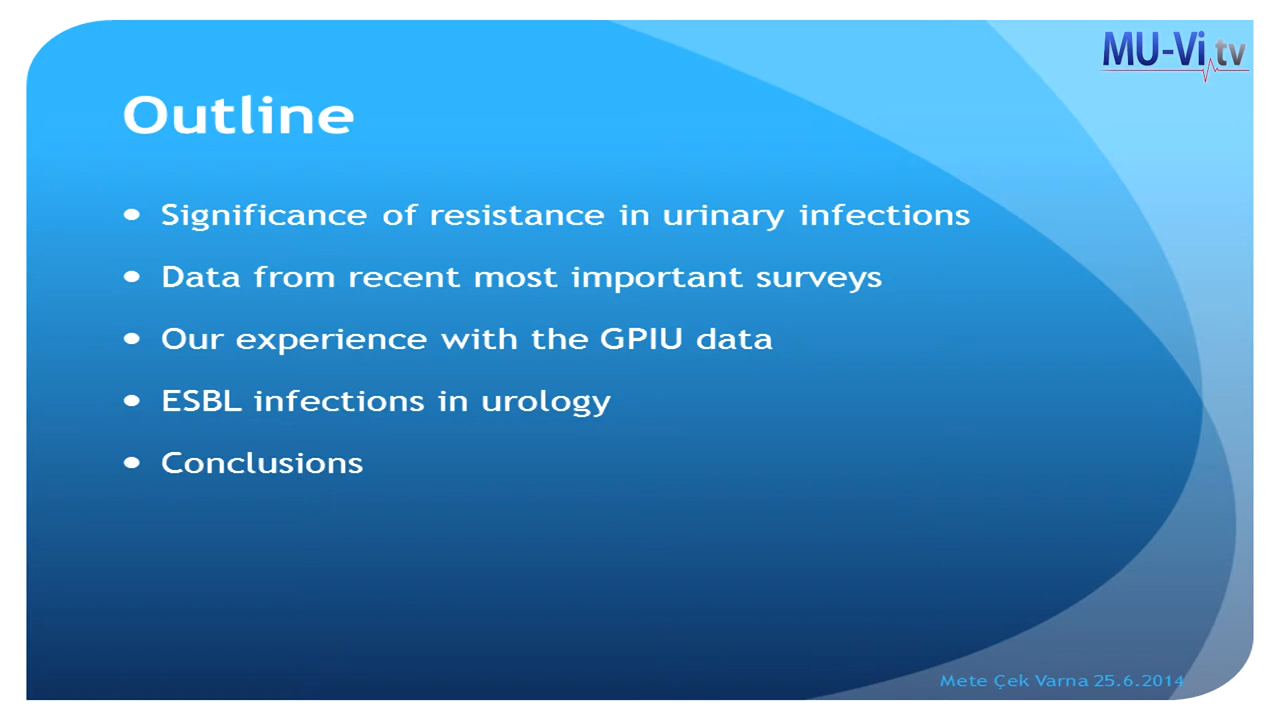 MU-Vi.tv
Outline
• Significance of resistance in urinary infections
• Data from recent most important surveys
• Our experience with the GPIU data
• ESBL infections in urology
• Conclusions
Mete Çek Varna 25.6.2014